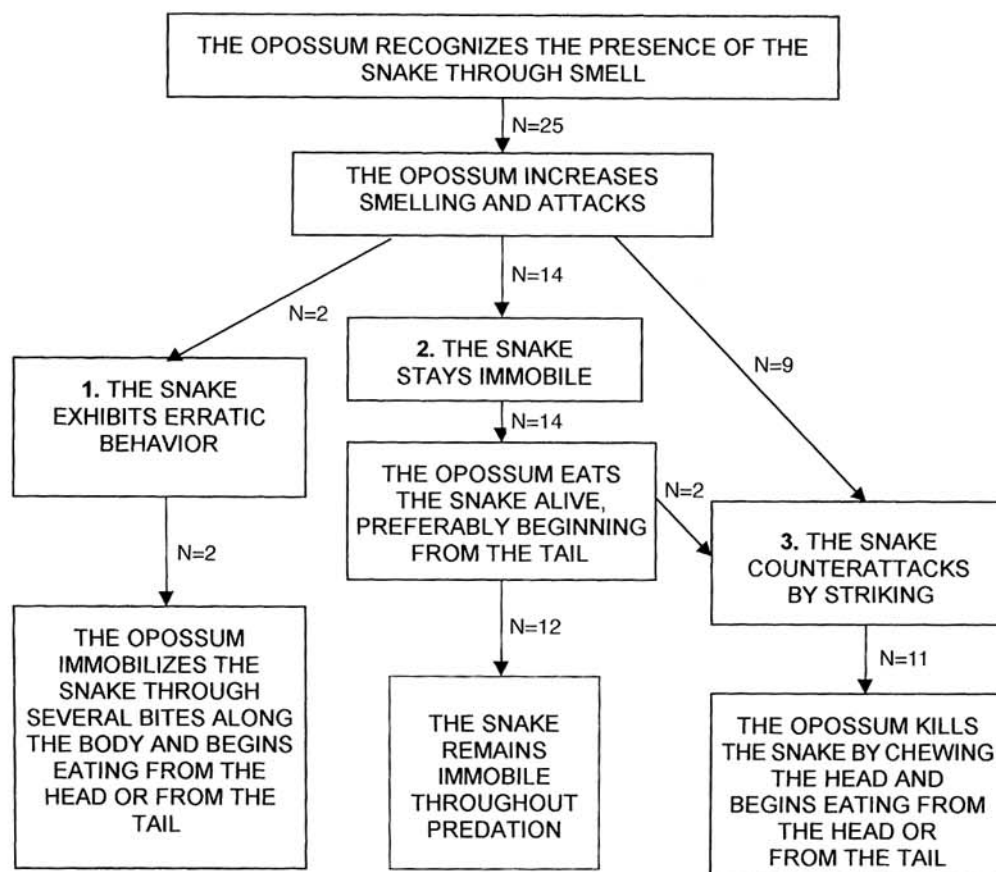 THE OPOSSUM RECOGNIZES THE PRESENCE OF THE
SNAKE THROUGH SMELL
N=25
THE OPOSSUM INCREASES
SMELLING AND ATTACKS
N=2
N=14
N=9
1. THE SNAKE
EXHIBITS ERRATIC
BEHAVIOR
2. THE SNAKE
STAYS IMMOBILE
N=14
THE OPOSSUM EATS
THE SNAKE ALIVE,
PREFERABLY BEGINNING
FROM THE TAIL
N=2
3. THE SNAKE
COUNTERATTACKS
BY STRIKING
N=2
N=12
N=11
THE OPOSSUM
IMMOBILIZES THE
SNAKE THROUGH
SEVERAL BITES ALONG
THE BODY AND BEGINS
EATING FROM THE
HEAD OR FROM THE
TAIL
THE SNAKE
REMAINS
IMMOBILE
THROUGHOUT
PREDATION
THE OPOSSUM KILLS
THE SNAKE BY CHEWING
THE HEAD AND
BEGINS EATING FROM
THE HEAD OR
FROM THE TAIL